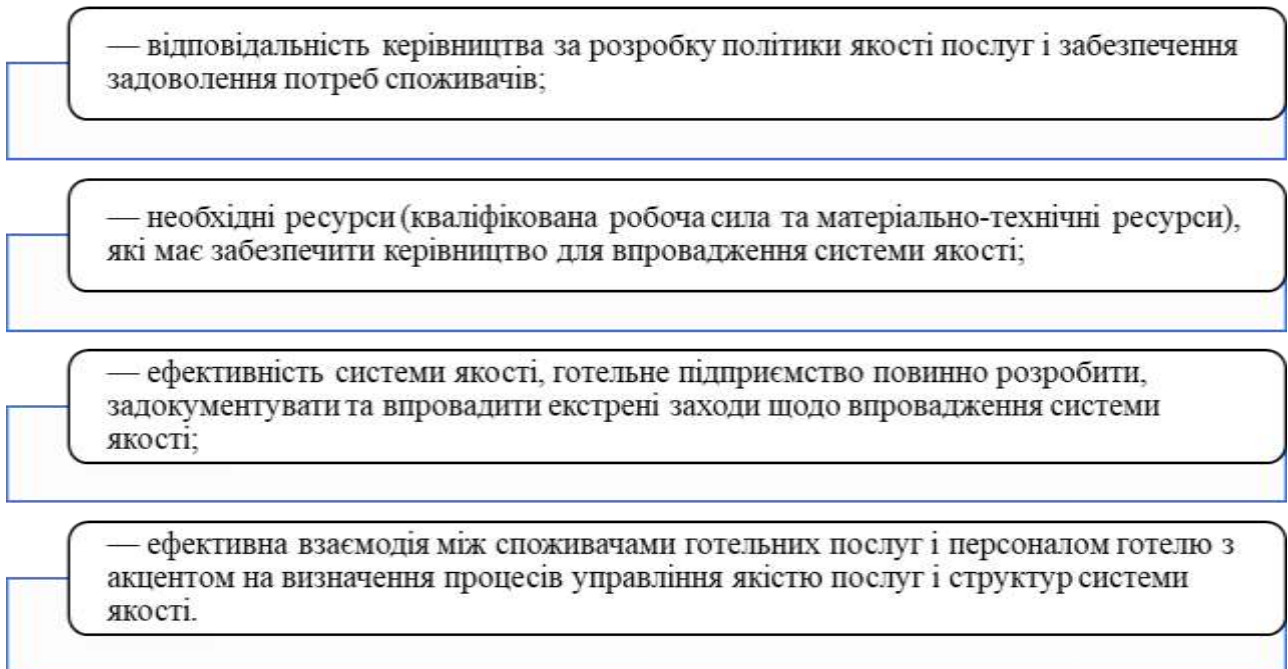 — відповідальність керівництва за розробку політики якості послуг і забезпечення
задоволення потреб споживачів;
— необхідні ресурси (кваліфікована робоча сила та матеріально-технічні ресурси),
які має забезпечити керівництво для впровадження системи якості;
— ефективність системи якості, готельне підприємство повинно розробити,
задокументувати та впровадити екстрені заходи щодо впровадження системи
якості;
— ефективна взаємодія між споживачами готельних послуг і персоналом готелю з
акцентом на визначення процесів управління якістю послуг і структур системи
якості.